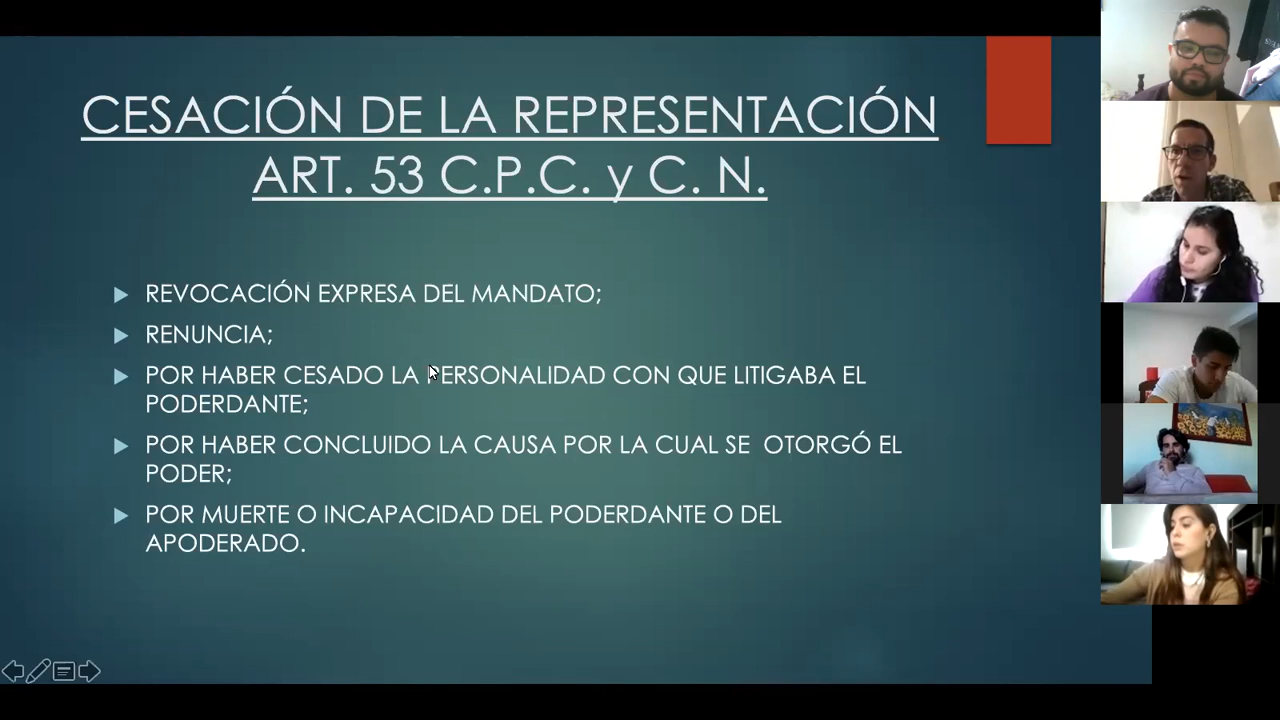 CESACIÓN DE LA REPRESENTACIÓN
ART. 53 C.P.C. y C. N.
REVOCACIÓN EXPRESA DEL MANDATO;
RENUNCIA;
POR HABER CESADO LA PERSONALIDAD CON QUE LITIGABA EL
PODERDANTE;
POR HABER CONCLUIDO LA CAUSA POR LA CUAL SE OTORGÓ EL
PODER;
POR MUERTE O INCAPACIDAD DEL PODERDANTE O DEL
APODERADO.